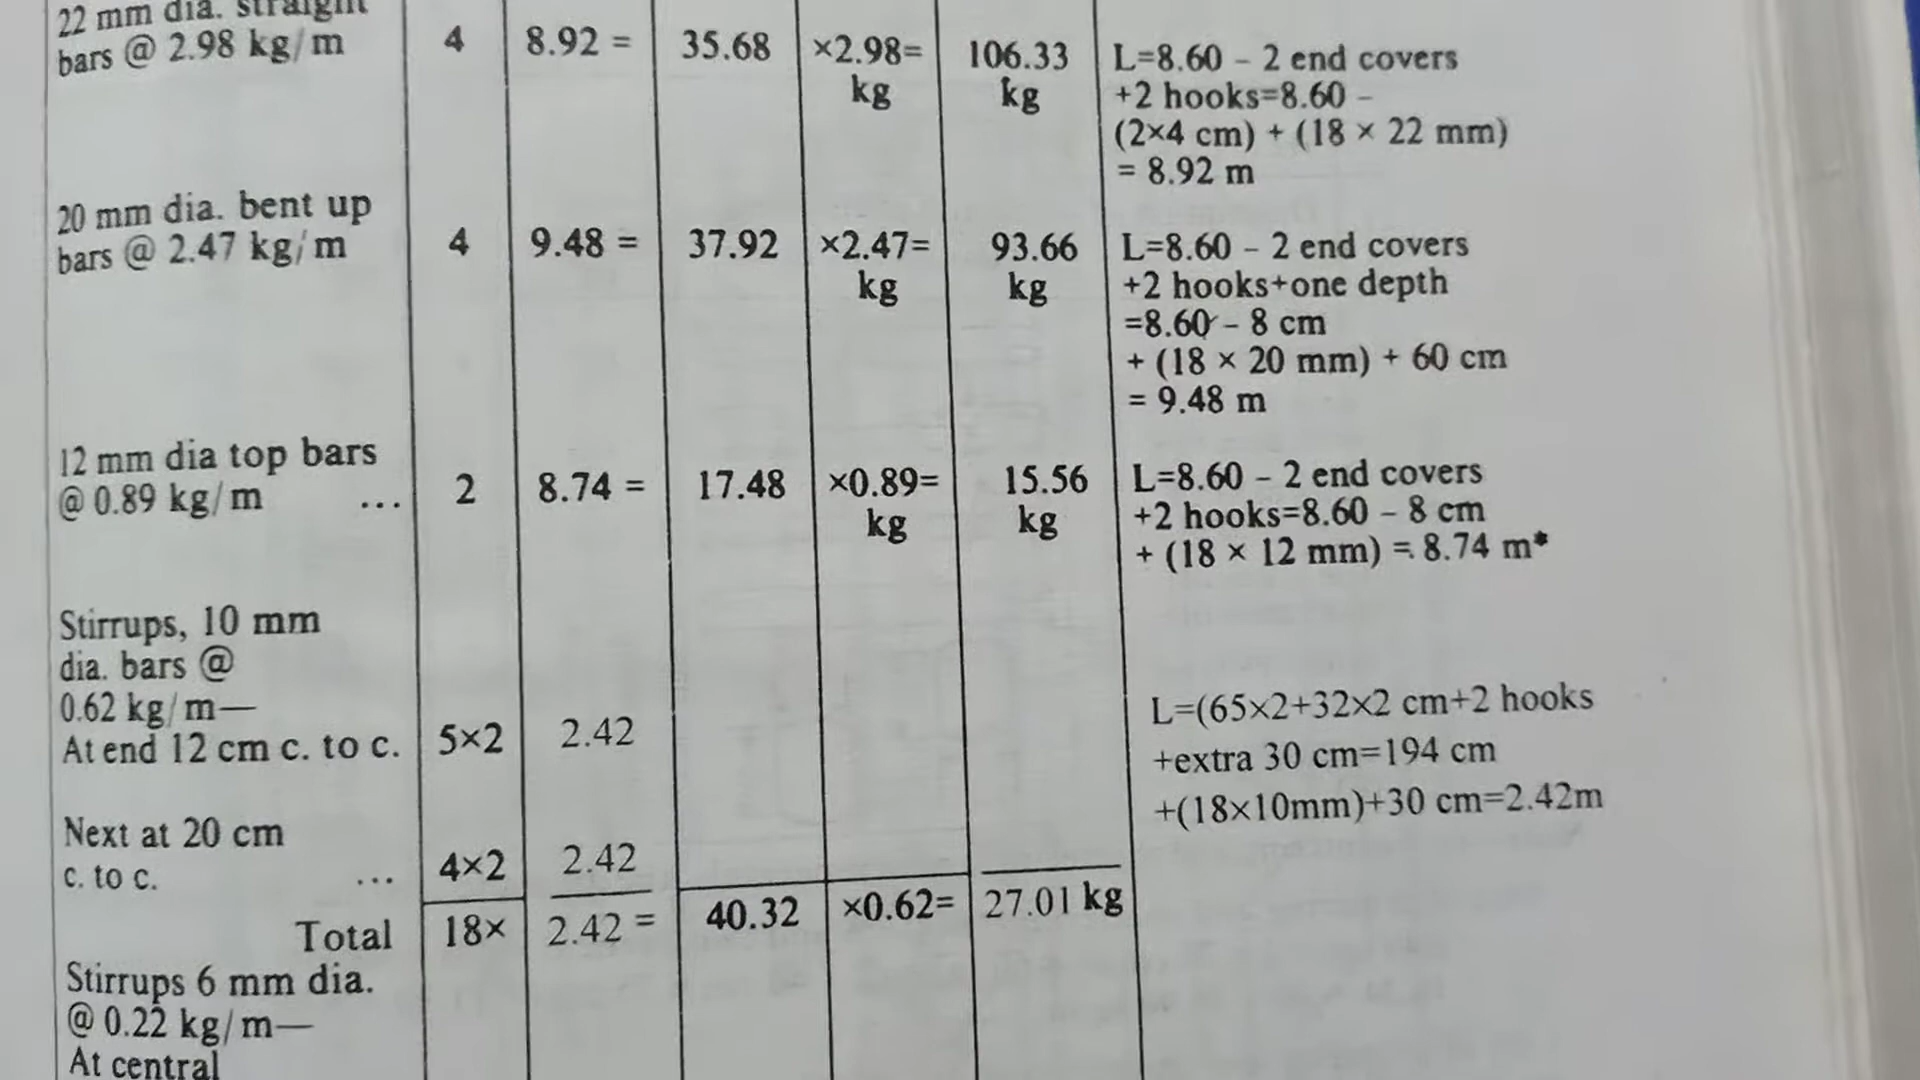 22 mm dia. straight
bars @ 2.98 kg/m
4
8.92 =
35.68
×2.98=
kg
106.33
kg
L=8.60 – 2 end covers
+2 hooks=8.60 –
(2×4 cm) + (18 × 22 mm)
= 8.92 m
20 mm dia. bent up
bars @ 2.47 kg/m
4
9.48 =
37.92
×2.47=
kg
93.66
kg
L=8.60 – 2 end covers
+2 hooks+one depth
=8.60 – 8 cm
+ (18 × 20 mm) + 60 cm
= 9.48 m
12 mm dia top bars
@ 0.89 kg/m ...
2
8.74 =
17.48
×0.89=
kg
15.56
kg
L=8.60 – 2 end covers
+2 hooks=8.60 – 8 cm
+ (18 × 12 mm) = 8.74 m*
Stirrups, 10 mm
dia. bars @
0.62 kg/m—
At end 12 cm c. to c.
5×2
2.42
L=(65×2+32×2 cm+2 hooks
+extra 30 cm=194 cm
+(18×10mm)+30 cm=2.42m
Next at 20 cm
c. to c. ...
4×2
2.42
Total
18×
2.42 =
40.32
×0.62=
27.01 kg
Stirrups 6 mm dia.
@ 0.22 kg/m—
At central